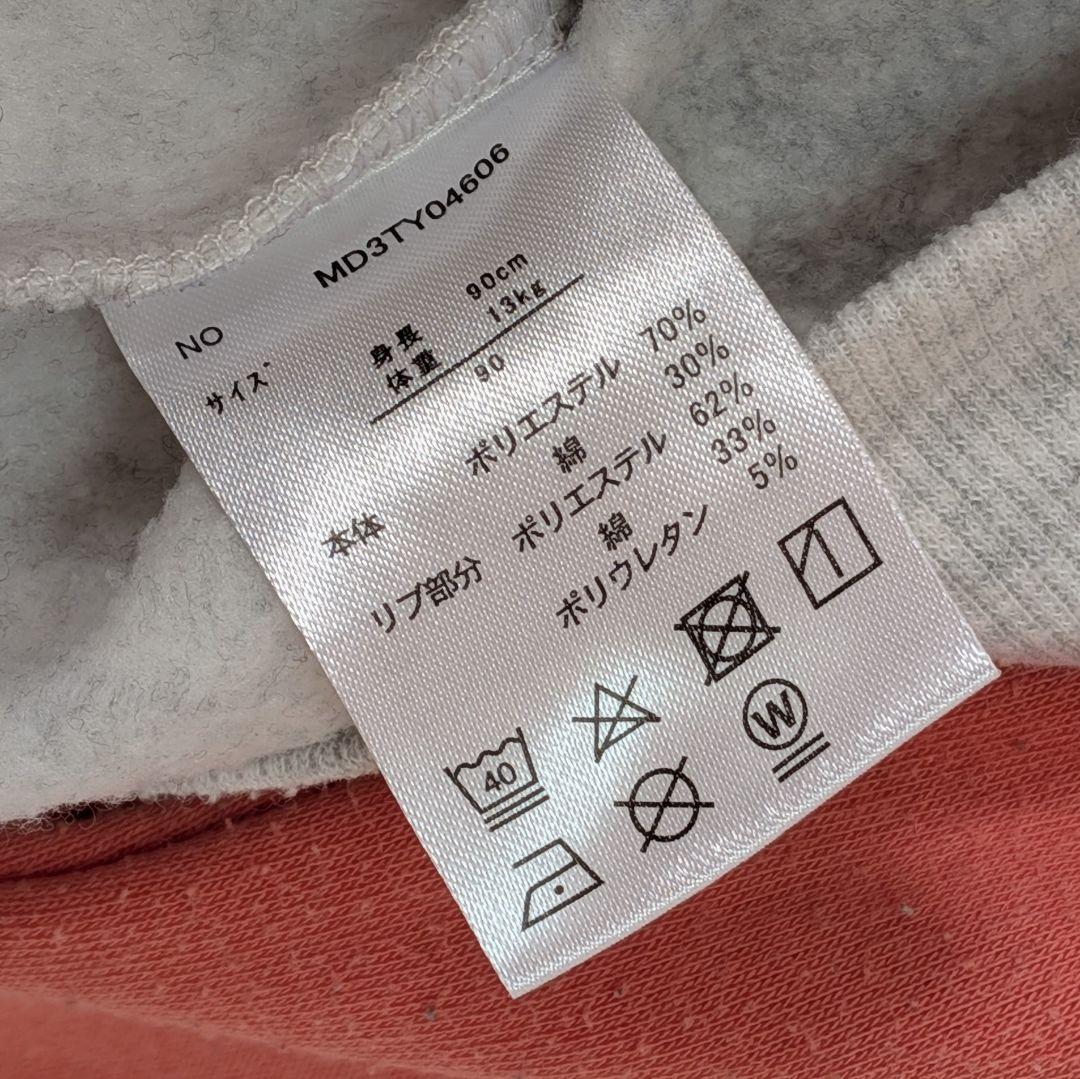 NO MD3TY04606
サイズ 身長 90cm
体重 13kg
90
本体 ポリエステル 70%
綿 30%
リブ部分 ポリエステル 62%
綿 33%
ポリウレタン 5%
40
W